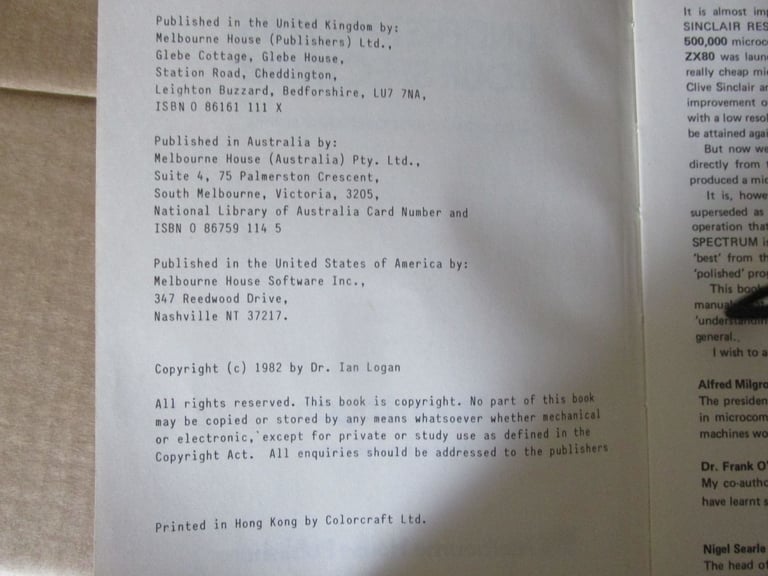 Published in the United Kingdom by:
Melbourne House (Publishers) Ltd.,
Glebe Cottage, Glebe House,
Station Road, Cheddington,
Leighton Buzzard, Bedforshire, LU7 7NA,
ISBN O 86161 111 X
Published in Australia by:
Melbourne House (Australia) Pty. Ltd.,
Suite 4, 75 Palmerston Crescent,
South Melbourne, Victoria, 3205,
National Library of Australia Card Number and
ISBN O 86759 114 5
Published in the United States of America by:
Melbourne House Software Inc.,
347 Reedwood Drive,
Nashville NT 37217.
Copyright (c) 1982 by Dr. Ian Logan
All rights reserved. This book is copyright. No part of this book
may be copied or stored by any means whatsoever whether mechanical
or electronic, except for private or study use as defined in the
Copyright Act. All enquiries should be addressed to the publishers
Printed in Hong Kong by Colorcraft Ltd.
It is almost
SINCLAIR
500,000
ZX80 was
really cheap
Clive Sinclair
improvement
with a low
be attained
But now we
directly from
produced a
It is,
superseded as
operation that
SPECTRUM
'best' from
'polished'
This
general.
I wish to
Alfred
The
in
machines
Dr. Frank
My
have learnt
Nigel Searle
The head of